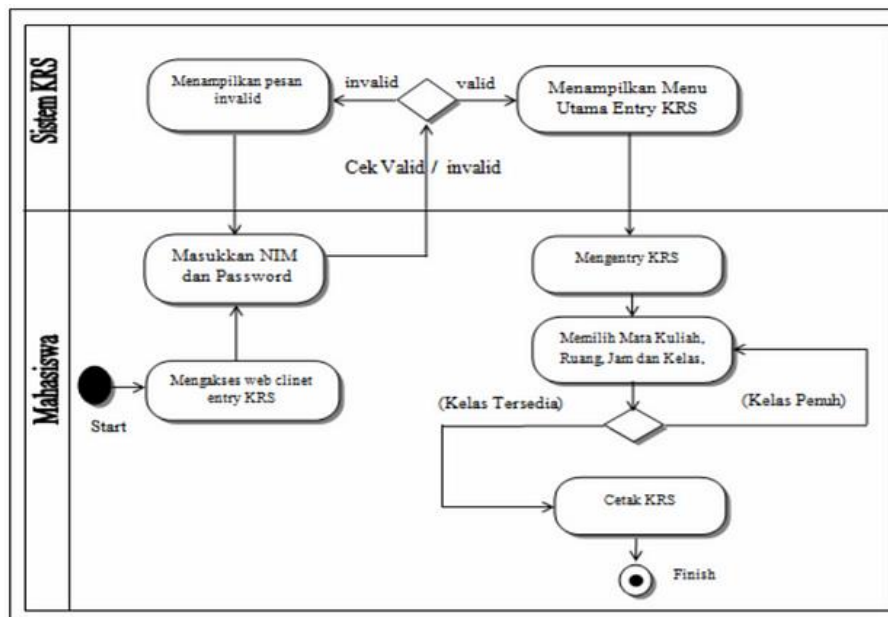 Sistem KRS
Menampilkan pesan
invalid
invalid
valid
Menampilkan Menu
Utama Entry KRS
Cek Valid / invalid
Mahasiswa
Masukkan NIM
dan Password
Mengakses web clinet
entry KRS
Start
Mengentry KRS
Memilih Mata Kuliah,
Ruang, Jam dan Kelas.
(Kelas Tersedia)
(Kelas Penuh)
Cetak KRS
Finish